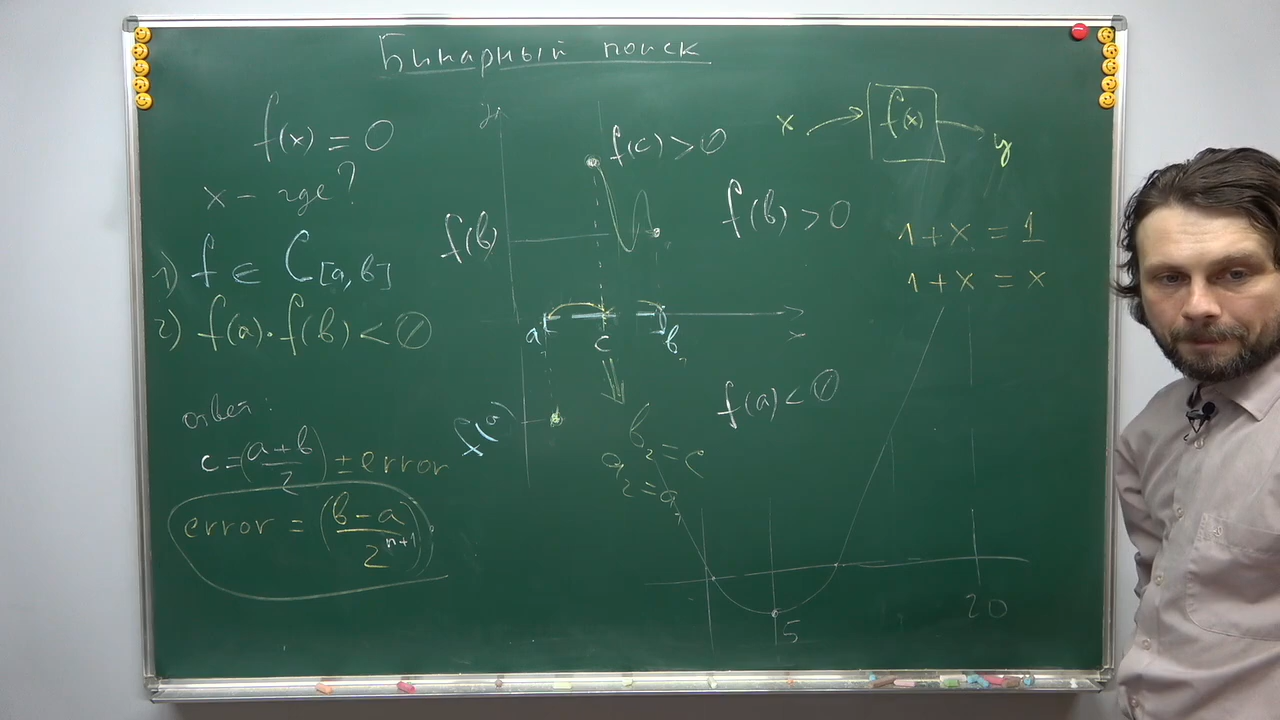 Бинарный поиск
f(x) = 0
x – где?
1) f ∈ C[a, b]
2) f(a)·f(b) < 0
ответ:
c = (a+b)/2 ± error
error = (b−a)/2^(n+1)
y
f(c) > 0
f(b)
f(b) > 0
a
c
b
x
f(a)
f(a) < 0
b₂ = c
a₂ = a₁
x → f(x) → y
1 + x = 1
1 + x = x
5
20